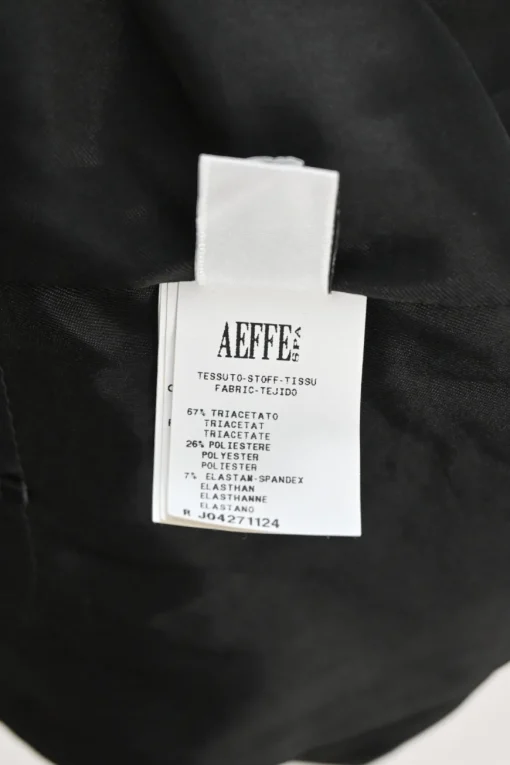 AEFFE SPA
TESSUTO-STOFF-TISSU
FABRIC-TEJIDO
67% TRIACETATO
TRIACETAT
TRIACETATE
26% POLIESTERE
POLYESTER
POLIESTER
7% ELASTAM-SPANDEX
ELASTHAN
ELASTHANNE
ELASTANO
R J04271124